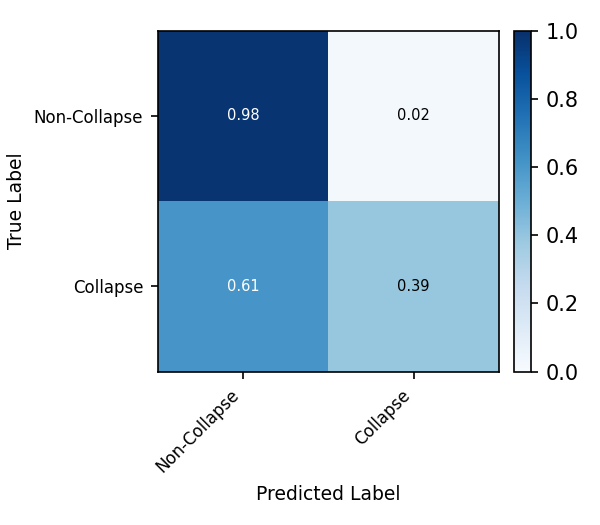 1.0
Non-Collapse
0.98
0.02
0.8
0.6
True Label
0.4
Collapse
0.61
0.39
0.2
0.0
Non-Collapse
Collapse
Predicted Label